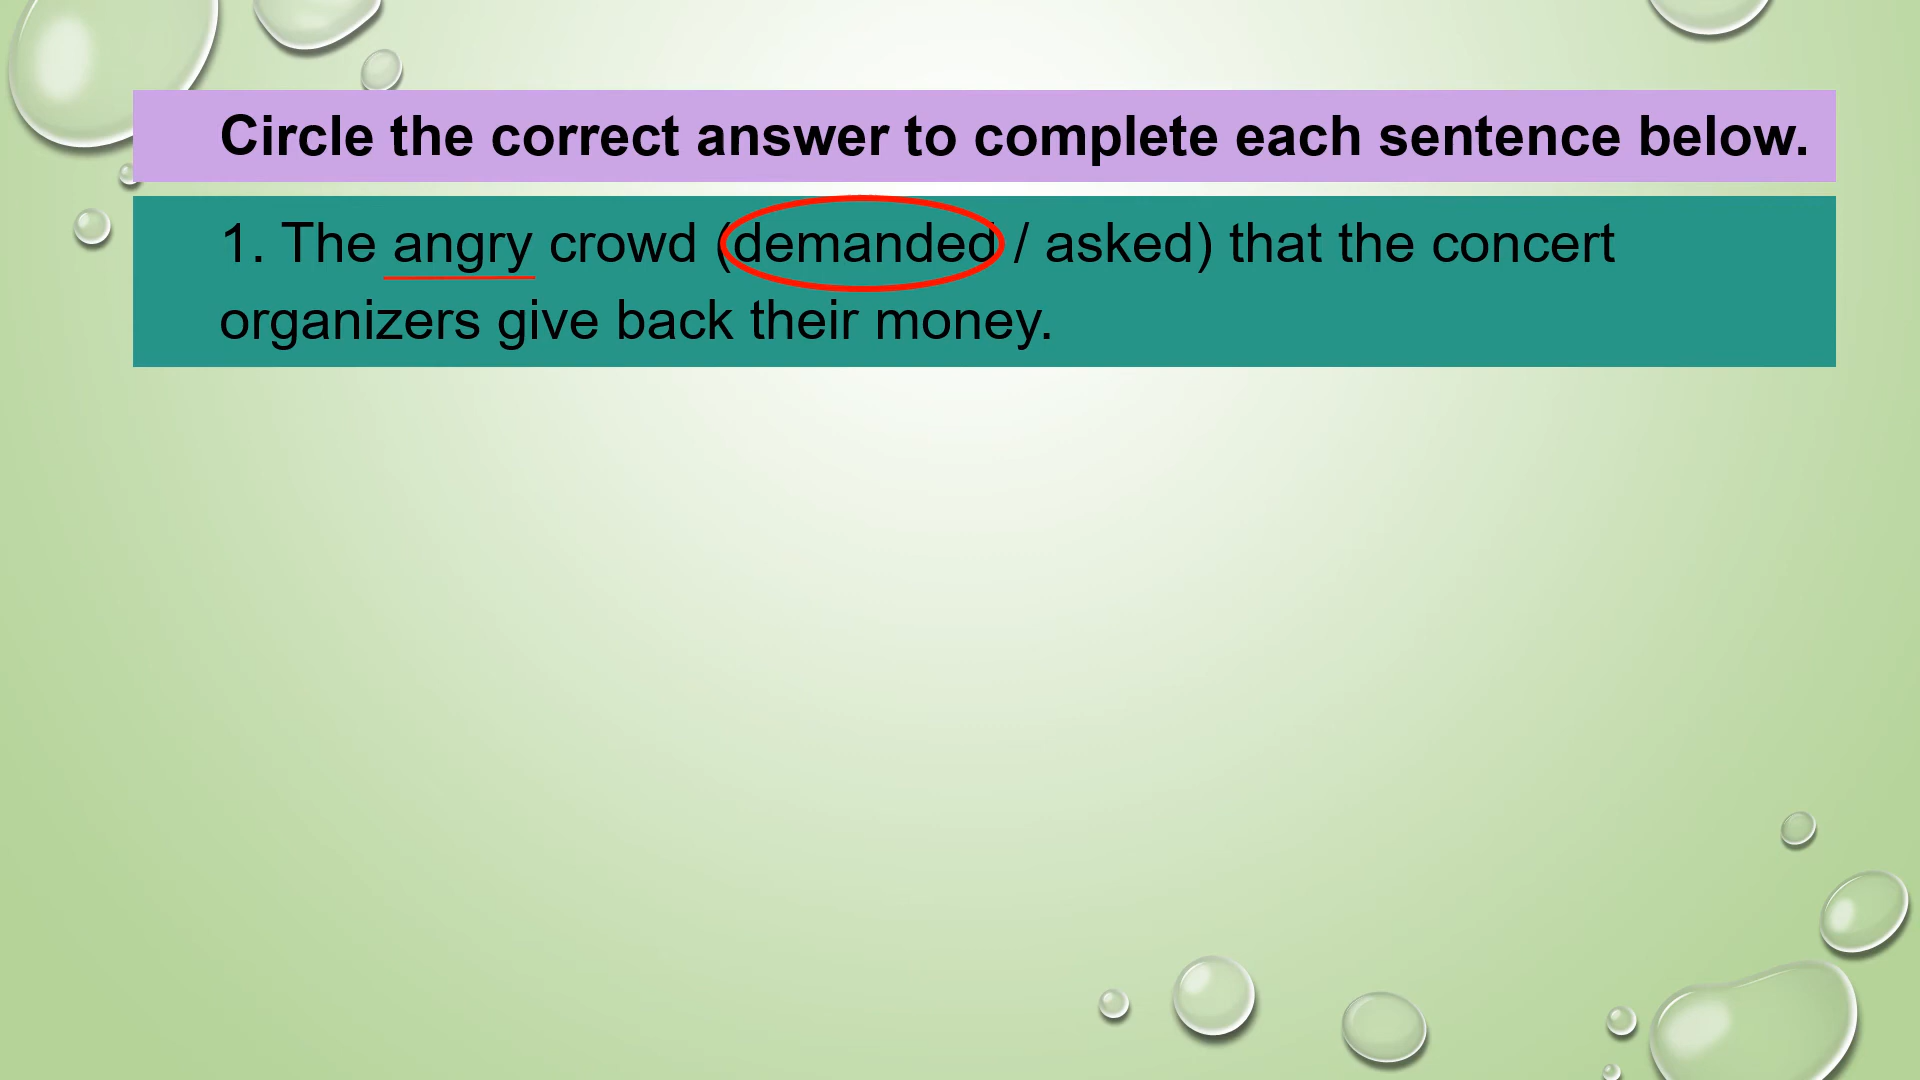 Circle the correct answer to complete each sentence below.
1. The angry crowd (demanded / asked) that the concert
organizers give back their money.